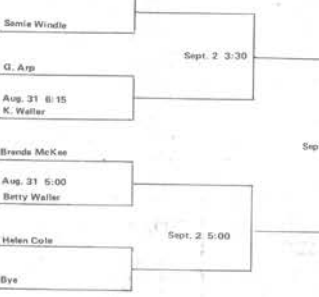 Samie Windle
Sept. 2 3:30
G. Arp
Aug. 31 6:15
K. Waller
Sep
Brenda McKee
Aug. 31 5:00
Betty Waller
Sept. 2 5:00
Helen Cole
Bye